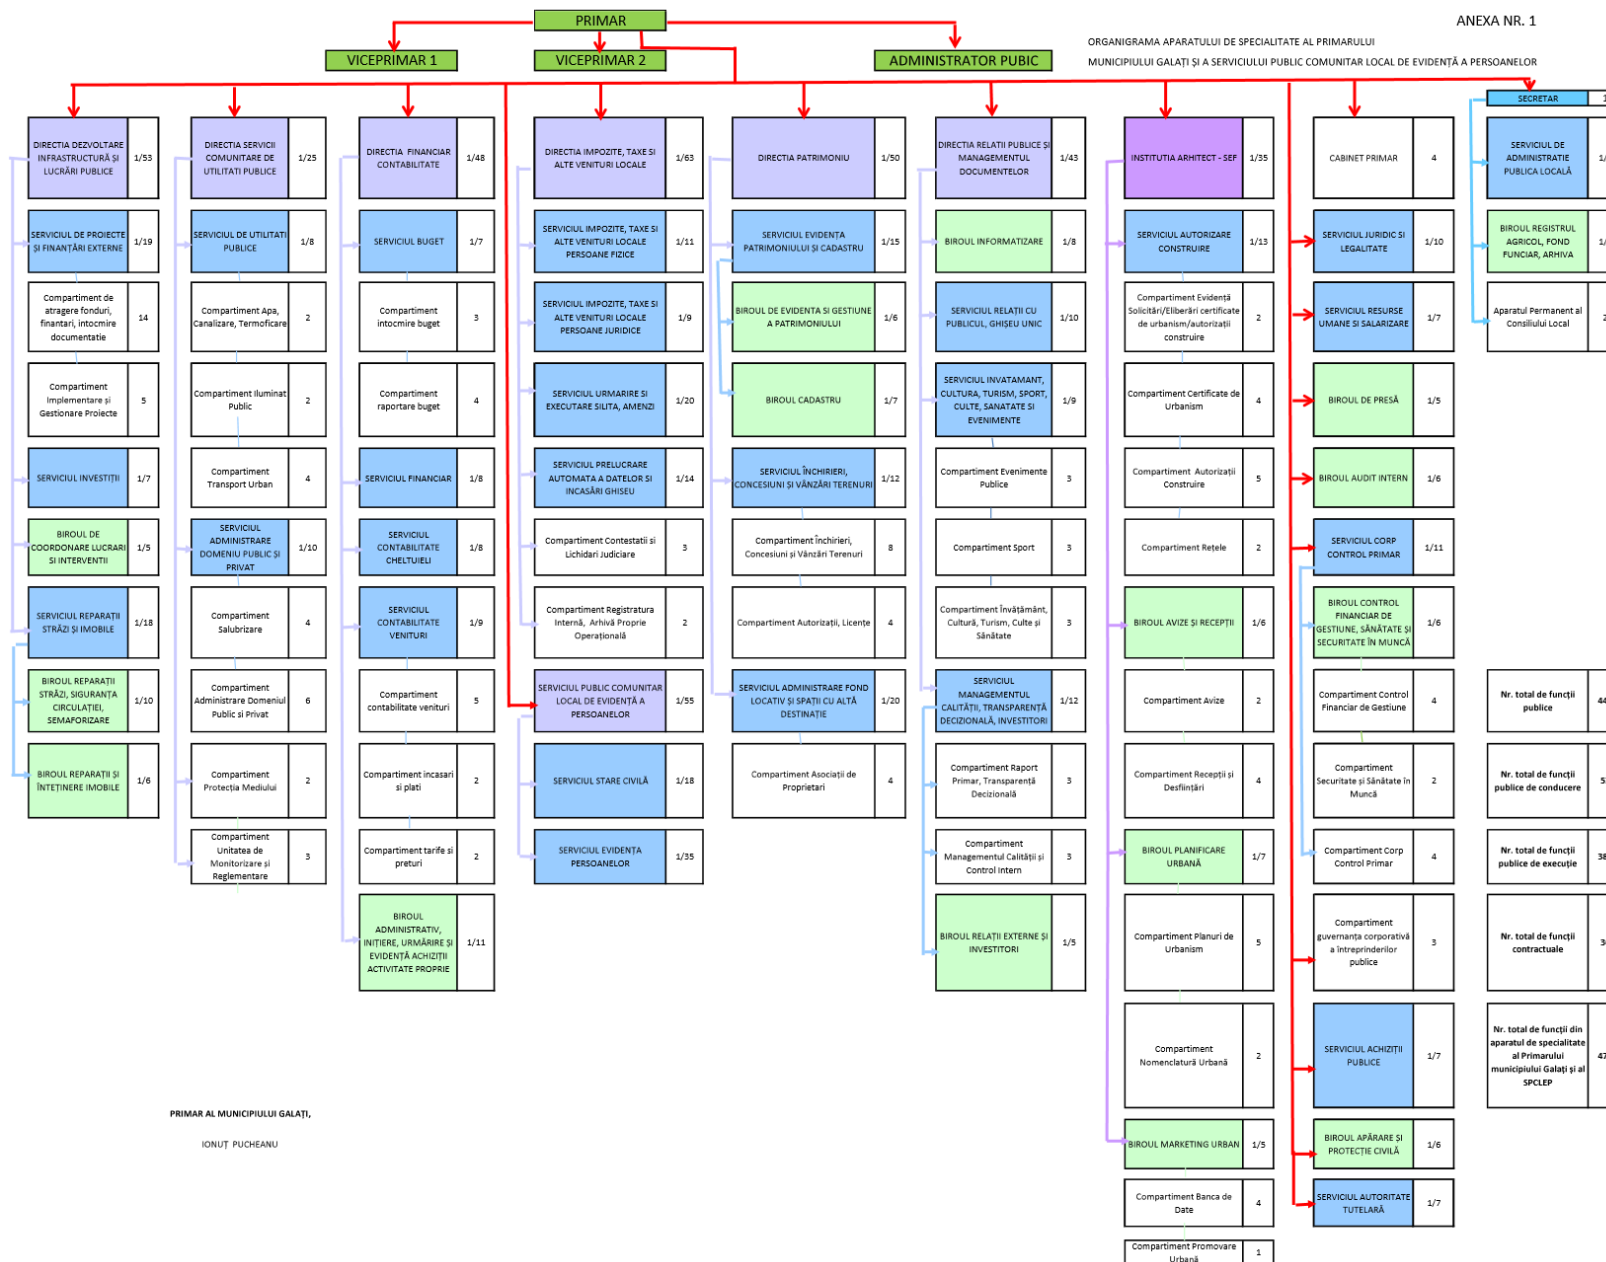 PRIMAR
ANEXA NR. 1
VICEPRIMAR 1
VICEPRIMAR 2
ADMINISTRATOR PUBIC
ORGANIGRAMA APARATULUI DE SPECIALITATE AL PRIMARULUI
MUNICIPIULUI GALAȚI ȘI A SERVICIULUI PUBLIC COMUNITAR LOCAL DE EVIDENȚĂ A PERSOANELOR
DIRECTIA DEZVOLTARE
INFRASTRUCTURĂ ȘI
LUCRĂRI PUBLICE
1/53
SERVICIUL DE PROIECTE
ȘI FINANȚĂRI EXTERNE
1/19
Compartiment de
atragere fonduri,
finantari, intocmire
documentatie
14
Compartiment
Implementare și
Gestionare Proiecte
5
SERVICIUL INVESTIȚII
1/7
BIROUL DE
COORDONARE LUCRARI
SI INTERVENTII
1/5
SERVICIUL REPARAȚII
STRĂZI ȘI IMOBILE
1/18
BIROUL REPARAȚII
STRĂZI, SIGURANȚA
CIRCULAȚIEI,
SEMAFORIZARE
1/10
BIROUL REPARAȚII ȘI
ÎNTEȚINERE IMOBILE
1/6
DIRECTIA SERVICII
COMUNITARE DE
UTILITATI PUBLICE
1/25
SERVICIUL DE UTILITATI
PUBLICE
1/8
Compartiment Apa,
Canalizare, Termoficare
2
Compartiment Iluminat
Public
2
Compartiment
Transport Urban
4
SERVICIUL
ADMINISTRARE
DOMENIU PUBLIC ȘI
PRIVAT
1/10
Compartiment
Salubrizare
4
Compartiment
Administrare Domeniul
Public si Privat
6
Compartiment
Protecția Mediului
2
Compartiment
Unitatea de
Monitorizare și
Reglementare
3
DIRECTIA FINANCIAR
CONTABILITATE
1/48
SERVICIUL BUGET
1/7
Compartiment
intocmire buget
3
Compartiment
raportare buget
4
SERVICIUL FINANCIAR
1/8
SERVICIUL
CONTABILITATE
CHELTUIELI
1/8
SERVICIUL
CONTABILITATE
VENITURI
1/9
Compartiment
contabilitate venituri
5
Compartiment incasari
si plati
2
Compartiment tarife si
preturi
2
BIROUL
ADMINISTRATIV,
INIȚIERE, URMĂRIRE ȘI
EVIDENȚĂ ACHIZIȚII
ACTIVITATE PROPRIE
1/11
DIRECTIA IMPOZITE, TAXE SI
ALTE VENITURI LOCALE
1/63
SERVICIUL IMPOZITE, TAXE SI
ALTE VENITURI LOCALE
PERSOANE FIZICE
1/11
SERVICIUL IMPOZITE, TAXE SI
ALTE VENITURI LOCALE
PERSOANE JURIDICE
1/9
SERVICIUL URMARIRE SI
EXECUTARE SILITA, AMENZI
1/20
SERVICIUL PRELUCRARE
AUTOMATA A DATELOR SI
INCASĂRI GHISEU
1/14
Compartiment Contestatii si
Lichidari Judiciare
3
Compartiment Registratura
Internă, Arhivă Proprie
Operațională
2
SERVICIUL PUBLIC COMUNITAR
LOCAL DE EVIDENȚĂ A
PERSOANELOR
1/55
SERVICIUL STARE CIVILĂ
1/18
SERVICIUL EVIDENȚA
PERSOANELOR
1/35
DIRECTIA PATRIMONIU
1/50
SERVICIUL EVIDENȚA
PATRIMONIULUI ȘI CADASTRU
1/15
BIROUL DE EVIDENTA SI GESTIUNE
A PATRIMONIULUI
1/6
BIROUL CADASTRU
1/7
SERVICIUL ÎNCHIRIERI,
CONCESIUNI ȘI VÂNZĂRI TERENURI
1/12
Compartiment Închirieri,
Concesiuni și Vânzări Terenuri
8
Compartiment Autorizații, Licențe
4
SERVICIUL ADMINISTRARE FOND
LOCATIV ȘI SPAȚII CU ALTĂ
DESTINAȚIE
1/20
Compartiment Asociații de
Proprietari
4
DIRECTIA RELATII PUBLICE ȘI
MANAGEMENTUL
DOCUMENTELOR
1/43
BIROUL INFORMATIZARE
1/8
SERVICIUL RELAȚII CU
PUBLICUL, GHIȘEU UNIC
1/10
SERVICIUL INVATAMANT,
CULTURA, TURISM, SPORT,
CULTE, SANATATE SI
EVENIMENTE
1/9
Compartiment Evenimente
Publice
3
Compartiment Sport
3
Compartiment Învățământ,
Cultură, Turism, Culte și
Sănătate
3
SERVICIUL
MANAGEMENTUL
CALITĂȚII, TRANSPARENȚĂ
DECIZIONALĂ, INVESTITORI
1/12
Compartiment Raport
Primar, Transparență
Decizională
3
Compartiment
Managementul Calității și
Control Intern
3
BIROUL RELAȚII EXTERNE ȘI
INVESTITORI
1/5
INSTITUTIA ARHITECT - SEF
1/35
SERVICIUL AUTORIZARE
CONSTRUIRE
1/13
Compartiment Evidență
Solicitări/Eliberări certificate
de urbanism/autorizații
construire
2
Compartiment Certificate de
Urbanism
4
Compartiment Autorizații
Construire
5
Compartiment Rețele
2
BIROUL AVIZE ȘI RECEPȚII
1/6
Compartiment Avize
2
Compartiment Recepții și
Desființări
4
BIROUL PLANIFICARE
URBANĂ
1/7
Compartiment Planuri de
Urbanism
5
Compartiment
Nomenclatură Urbană
2
BIROUL MARKETING URBAN
1/5
Compartiment Banca de
Date
4
Compartiment Promovare
Urbană
1
CABINET PRIMAR
4
SERVICIUL JURIDIC SI
LEGALITATE
1/10
SERVICIUL RESURSE
UMANE SI SALARIZARE
1/7
BIROUL DE PRESĂ
1/5
BIROUL AUDIT INTERN
1/6
SERVICIUL CORP
CONTROL PRIMAR
1/11
BIROUL CONTROL
FINANCIAR DE
GESTIUNE, SĂNĂTATE ȘI
SECURITATE ÎN MUNCĂ
1/6
Compartiment Control
Financiar de Gestiune
4
Compartiment
Securitate și Sănătate în
Muncă
2
Compartiment Corp
Control Primar
4
Compartiment
guvernanța corporativă
a întreprinderilor
publice
3
SERVICIUL ACHIZIȚII
PUBLICE
1/7
BIROUL APĂRARE ȘI
PROTECȚIE CIVILĂ
1/6
SERVICIUL AUTORITATE
TUTELARĂ
1/7
SECRETAR
1
SERVICIUL DE
ADMINISTRATIE
PUBLICA LOCALĂ
1/
BIROUL REGISTRUL
AGRICOL, FOND
FUNCIAR, ARHIVA
1/
Aparatul Permanent al
Consiliului Local
2
Nr. total de funcții
publice
44
Nr. total de funcții
publice de conducere
5
Nr. total de funcții
publice de execuție
38
Nr. total de funcții
contractuale
3
Nr. total de funcții din
aparatul de specialitate
al Primarului
municipiului Galați și al
SPCLEP
47
PRIMAR AL MUNICIPIULUI GALAȚI,
IONUȚ PUCHEANU